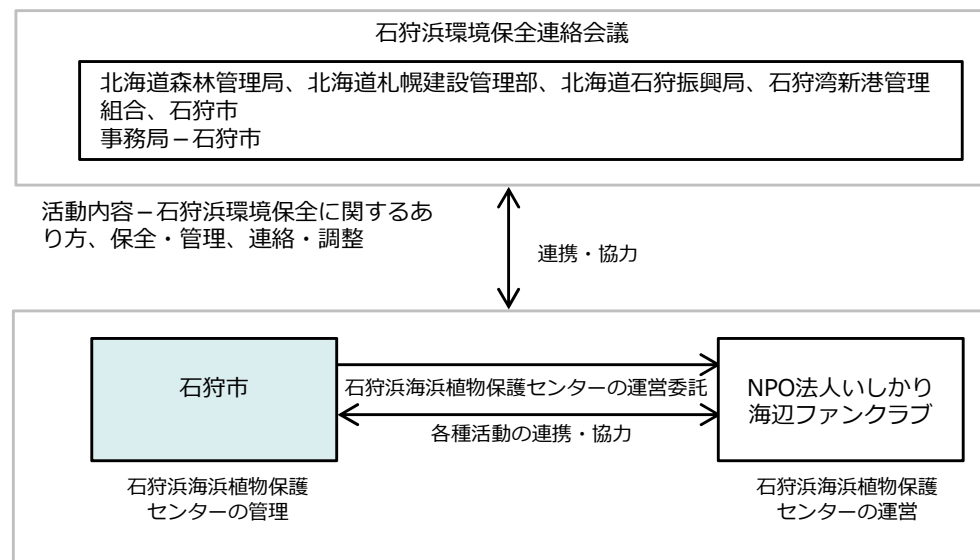 石狩浜環境保全連絡会議
北海道森林管理局、北海道札幌建設管理部、北海道石狩振興局、石狩湾新港管理
組合、石狩市
事務局－石狩市
活動内容－石狩浜環境保全に関するあ
り方、保全・管理、連絡・調整
連携・協力
石狩市
石狩浜海浜植物保護センターの運営委託
各種活動の連携・協力
NPO法人いしかり
海辺ファンクラブ
石狩浜海浜植物保護
センターの管理
石狩浜海浜植物保護
センターの運営